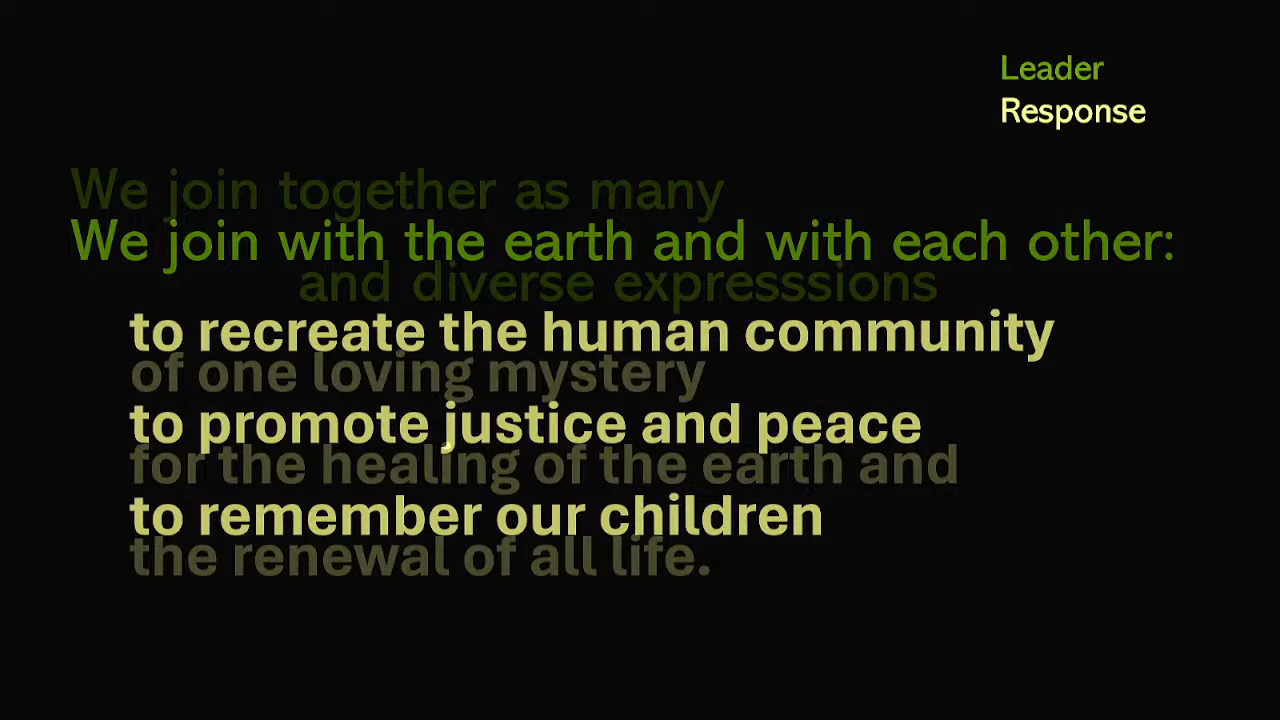 Leader
Response
We join together as many
We join with the earth and with each other:
and diverse expresssions
to recreate the human community
of one loving mystery
to promote justice and peace
for the healing of the earth and
to remember our children
the renewal of all life.